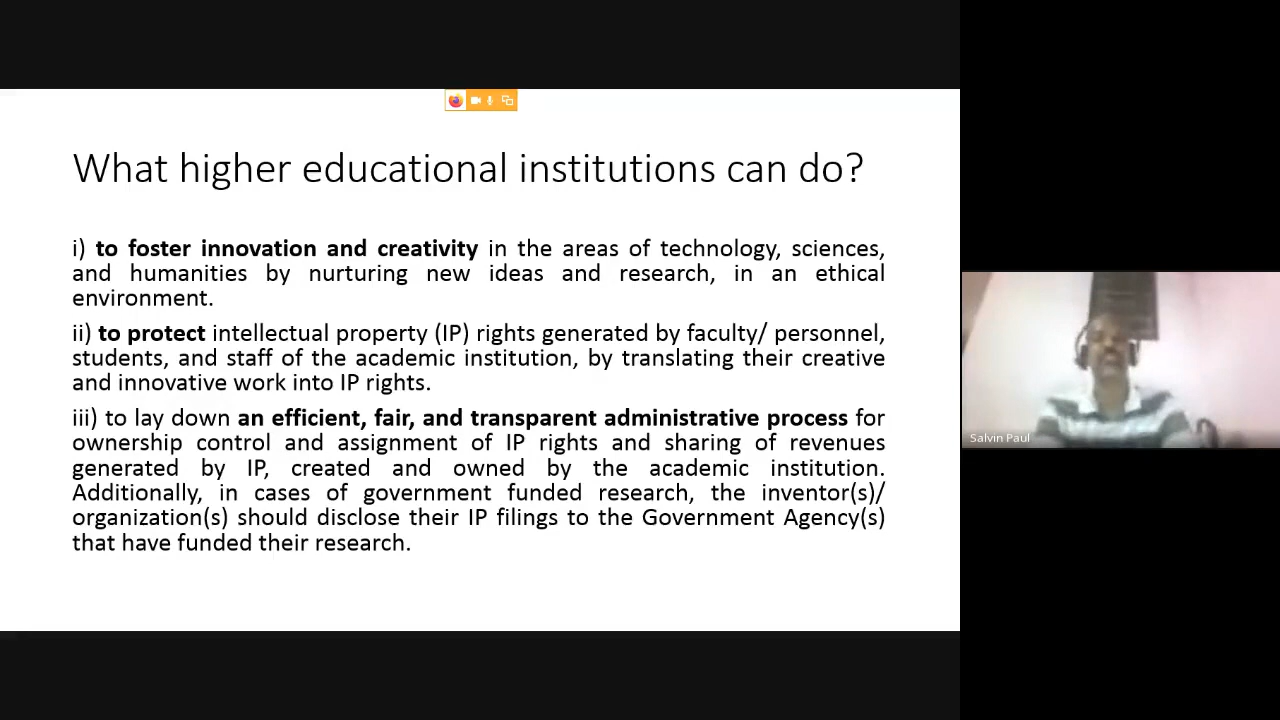 What higher educational institutions can do?
i) to foster innovation and creativity in the areas of technology, sciences,
and humanities by nurturing new ideas and research, in an ethical
environment.
ii) to protect intellectual property (IP) rights generated by faculty/ personnel,
students, and staff of the academic institution, by translating their creative
and innovative work into IP rights.
iii) to lay down an efficient, fair, and transparent administrative process for
ownership control and assignment of IP rights and sharing of revenues
generated by IP, created and owned by the academic institution.
Additionally, in cases of government funded research, the inventor(s)/
organization(s) should disclose their IP filings to the Government Agency(s)
that have funded their research.
Salvin Paul